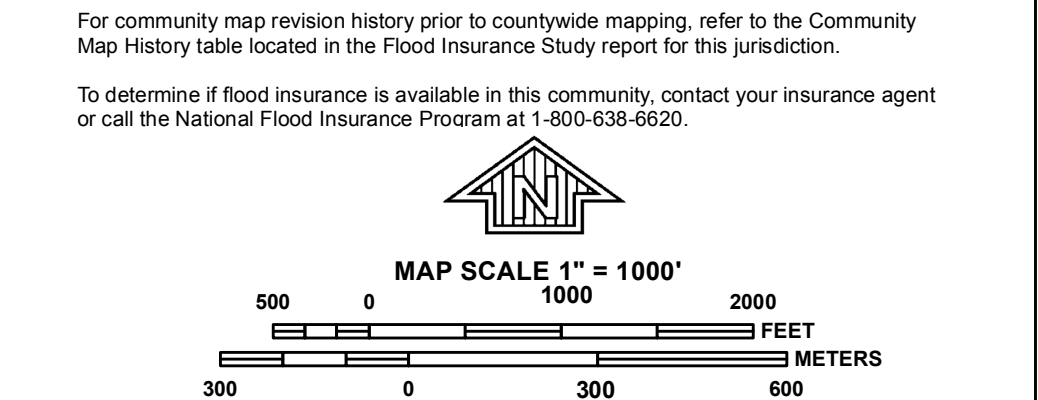 For community map revision history prior to countywide mapping, refer to the Community
Map History table located in the Flood Insurance Study report for this jurisdiction.
To determine if flood insurance is available in this community, contact your insurance agent
or call the National Flood Insurance Program at 1-800-638-6620.
N
MAP SCALE 1" = 1000'
500 0 1000 2000
FEET
METERS
300 0 300 600